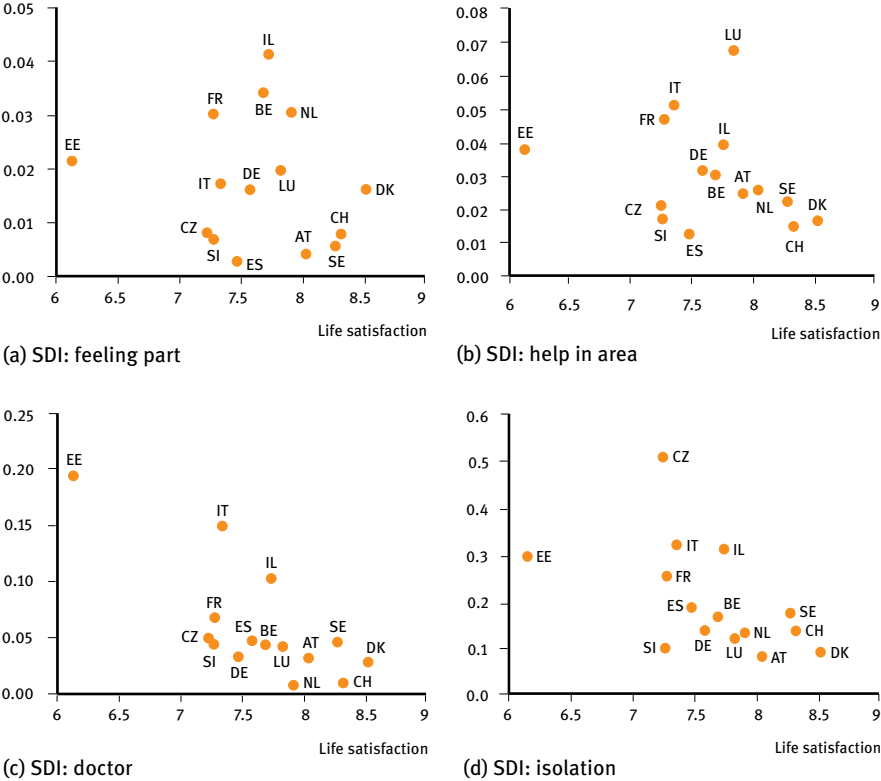 0.05
0.04
0.03
0.02
0.01
0.00
IL
FR
BE
NL
EE
IT
DE
LU
DK
CZ
SI
ES
AT
CH
SE
6 6.5 7 7.5 8 8.5 9
Life satisfaction
(a) SDI: feeling part
0.08
0.07
0.06
0.05
0.04
0.03
0.02
0.01
0.00
LU
IT
FR
EE
IL
DE
BE
AT
NL
SE
DK
CZ
SI
ES
CH
6 6.5 7 7.5 8 8.5 9
Life satisfaction
(b) SDI: help in area
0.25
0.20
0.15
0.10
0.05
0.00
EE
IT
IL
FR
CZ
SI
ES
BE
DE
LU
AT
SE
DK
NL
CH
6 6.5 7 7.5 8 8.5 9
Life satisfaction
(c) SDI: doctor
0.6
0.5
0.4
0.3
0.2
0.1
0.0
CZ
EE
IT
IL
FR
ES
BE
SE
SI
DE
LU
NL
CH
AT
DK
6 6.5 7 7.5 8 8.5 9
Life satisfaction
(d) SDI: isolation